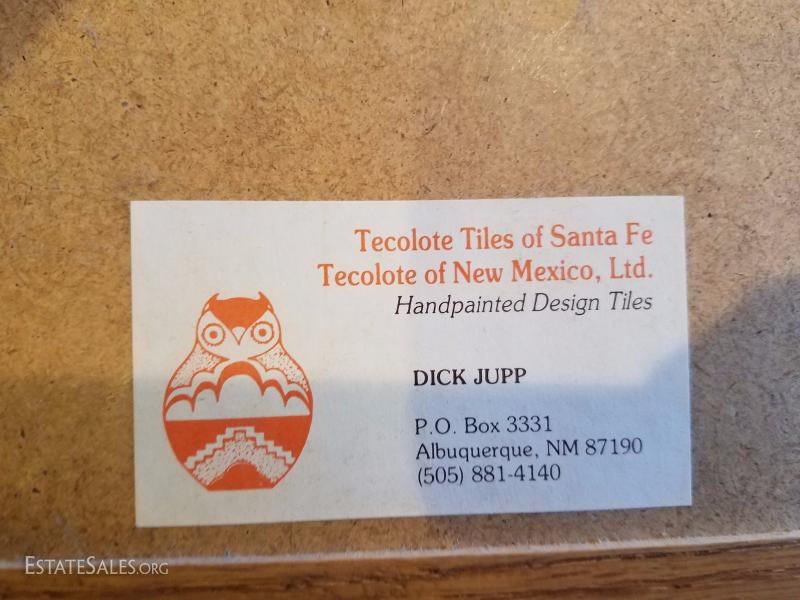 Tecolote Tiles of Santa Fe
Tecolote of New Mexico, Ltd.
Handpainted Design Tiles
DICK JUPP
P.O. Box 3331
Albuquerque, NM 87190
(505) 881-4140
ESTATESALES.ORG